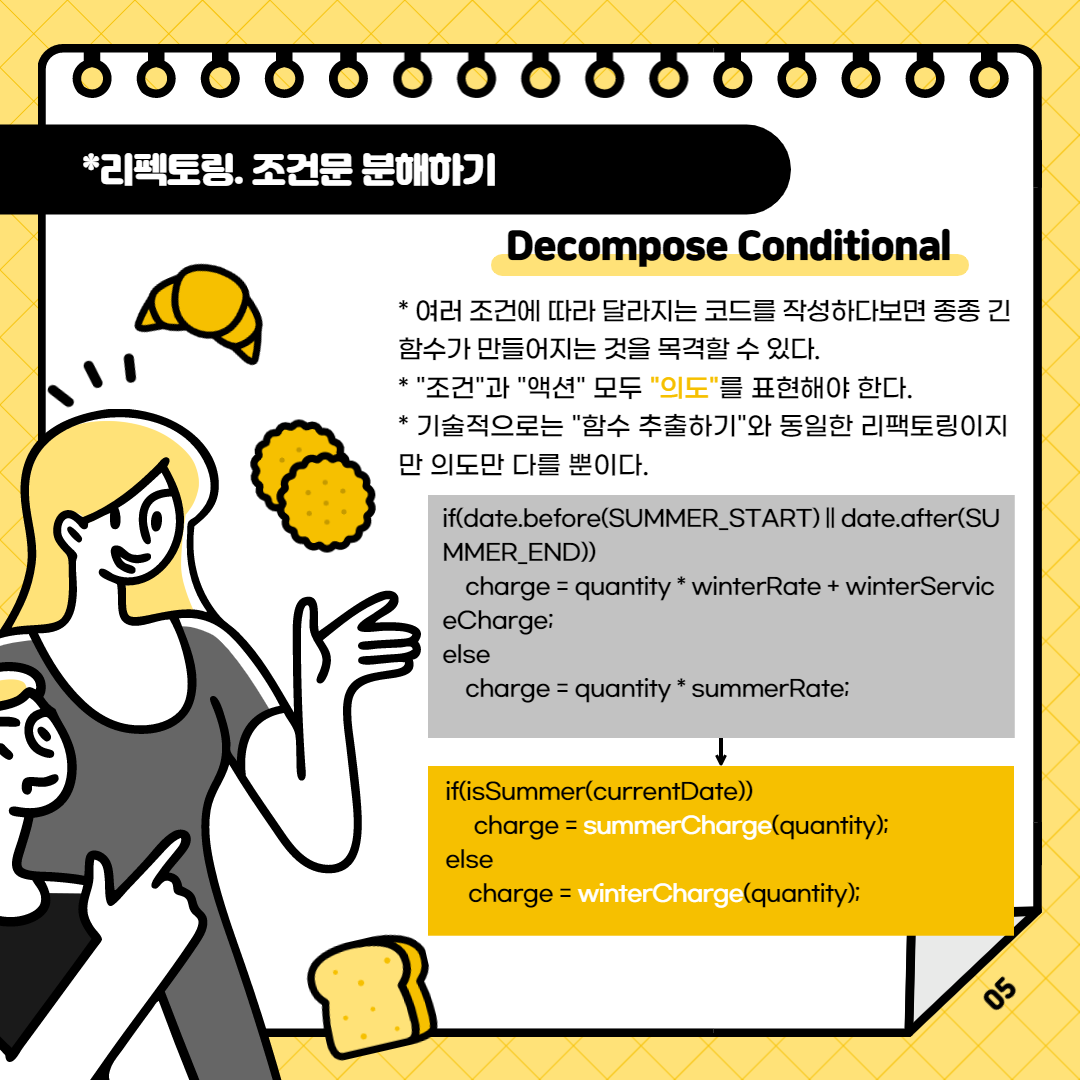 *리펙토링. 조건문 분해하기
Decompose Conditional
* 여러 조건에 따라 달라지는 코드를 작성하다보면 종종 긴
함수가 만들어지는 것을 목격할 수 있다.
* "조건"과 "액션" 모두 "의도"를 표현해야 한다.
* 기술적으로는 "함수 추출하기"와 동일한 리팩토링이지
만 의도만 다를 뿐이다.
if(date.before(SUMMER_START) || date.after(SU
MMER_END))
charge = quantity * winterRate + winterServic
eCharge;
else
charge = quantity * summerRate;
if(isSummer(currentDate))
charge = summerCharge(quantity);
else
charge = winterCharge(quantity);
05